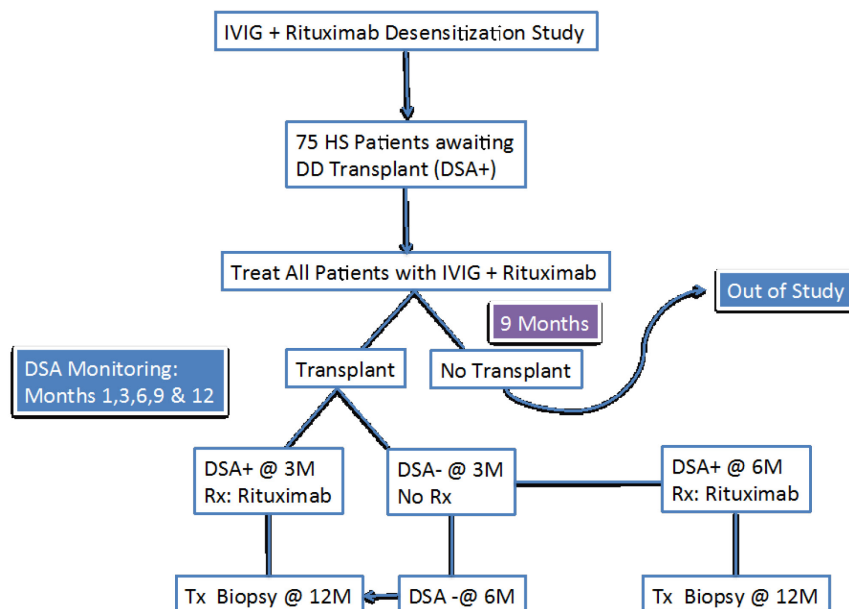 IVIG + Rituximab Desensitization Study
75 HS Patients awaiting
DD Transplant (DSA+)
Treat All Patients with IVIG + Rituximab
Out of Study
9 Months
DSA Monitoring:
Months 1,3,6,9 & 12
Transplant
No Transplant
DSA+ @ 3M
Rx: Rituximab
DSA- @ 3M
No Rx
DSA+ @ 6M
Rx: Rituximab
Tx Biopsy @ 12M
DSA -@ 6M
Tx Biopsy @ 12M